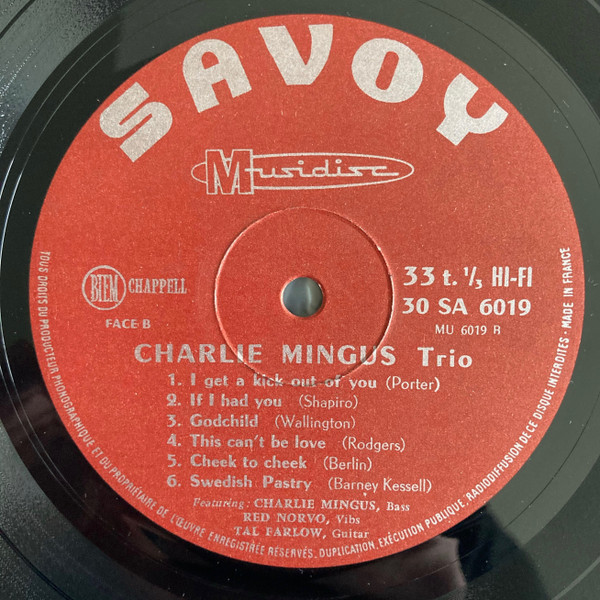 SAVOY
Musidisc
BIEM CHAPPELL
FACE B
33 t. 1/3 HI-FI
30 SA 6019
MU 6019 B
CHARLIE MINGUS Trio
1. I get a kick out of you (Porter)
2. If I had you (Shapiro)
3. Godchild (Wallington)
4. This can't be love (Rodgers)
5. Cheek to cheek (Berlin)
6. Swedish Pastry (Barney Kessell)
Featuring: CHARLIE MINGUS, Bass
RED NORVO, Vibs
TAL FARLOW, Guitar
TOUS DROITS DU PRODUCTEUR PHONOGRAPHIQUE ET DU PROPRIÉTAIRE DE L'ŒUVRE ENREGISTRÉE RÉSERVÉS, DUPLICATION, EXÉCUTION PUBLIQUE, RADIODIFFUSION DE CE DISQUE INTERDITES - MADE IN FRANCE